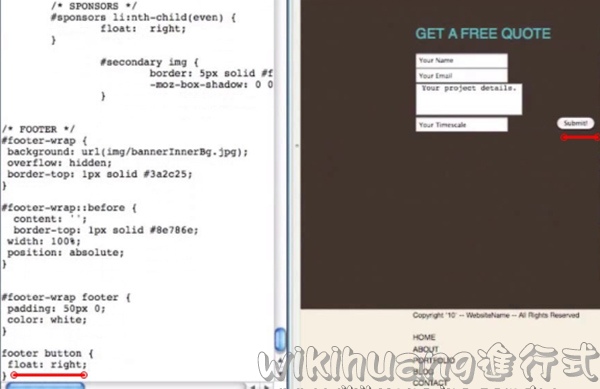 /* SPONSORS */
#sponsors li:nth-child(even) {
float: right;
}
#secondary img {
border: 5px solid #f
-moz-box-shadow: 0 0
}
/* FOOTER */
#footer-wrap {
background: url(img/bannerInnerBg.jpg);
overflow: hidden;
border-top: 1px solid #3a2c25;
}
#footer-wrap::before {
content: '';
border-top: 1px solid #8e786e;
width: 100%;
position: absolute;
}
#footer-wrap footer {
padding: 50px 0;
color: white;
}
footer button {
float: right;
}
GET A FREE QUOTE
Your Name
Your Email
Your project details.
Your Timescale
Submit!
Copyright '10' -- WebsiteName -- All Rights Reserved
HOME
ABOUT
PORTFOLIO
BLOG
CONTACT
wikihuang進行式